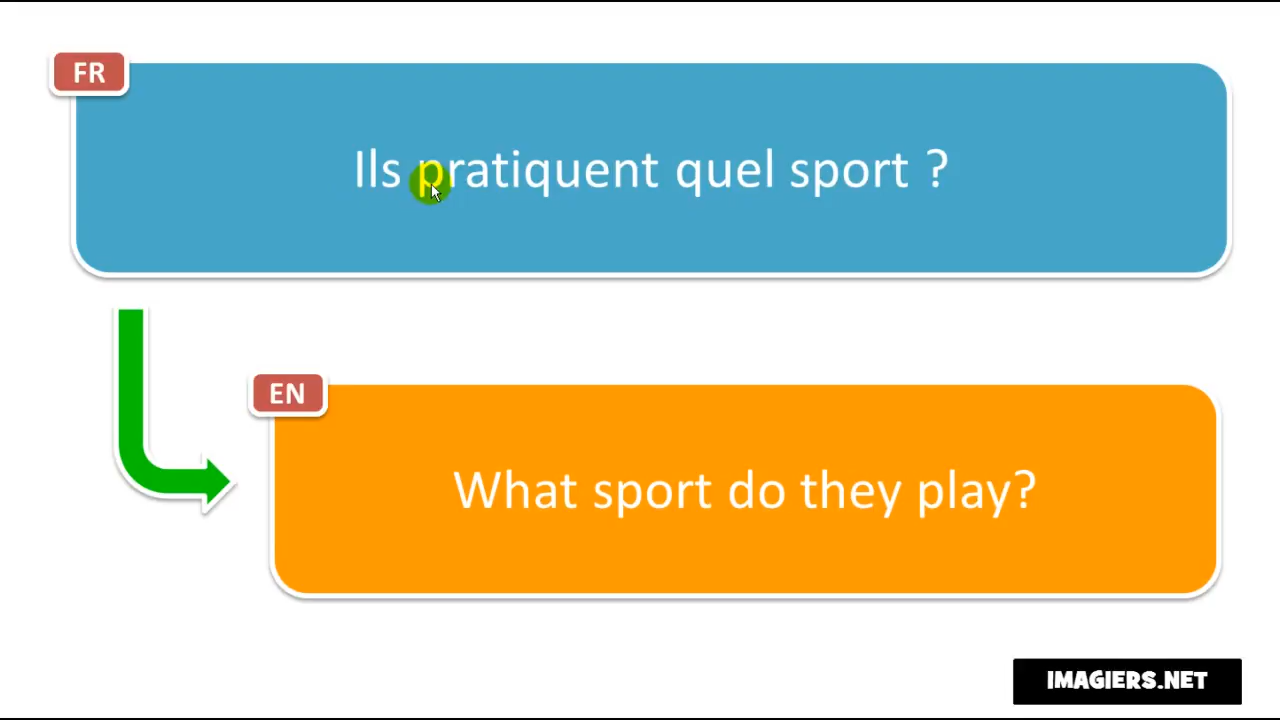 FR
Ils pratiquent quel sport ?
EN
What sport do they play?
IMAGIERS.NET